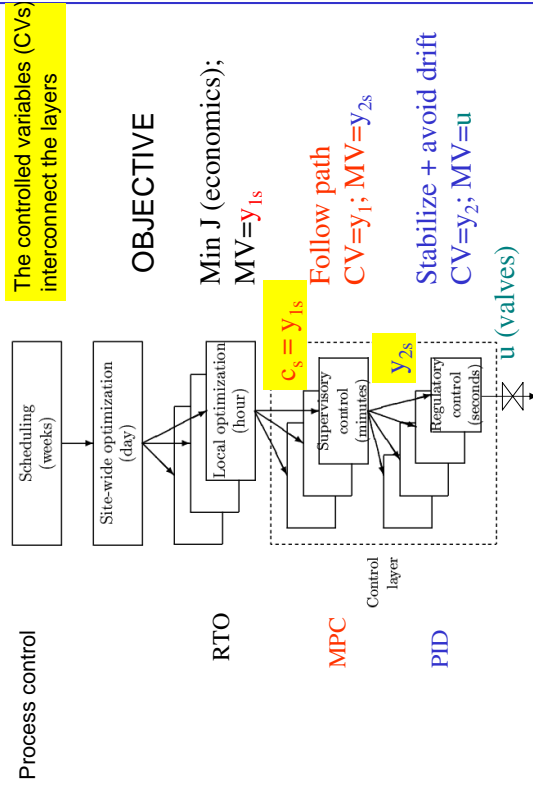 Process control
The controlled variables (CVs)
interconnect the layers
OBJECTIVE
Scheduling
(weeks)
Site-wide optimization
(day)
RTO
Local optimization
(hour)
Min J (economics);
MV=y1s
cs = y1s
MPC
Supervisory
control
(minutes)
Follow path
CV=y1; MV=y2s
y2s
Control
layer
PID
Regulatory
control
(seconds)
Stabilize + avoid drift
CV=y2; MV=u
u (valves)